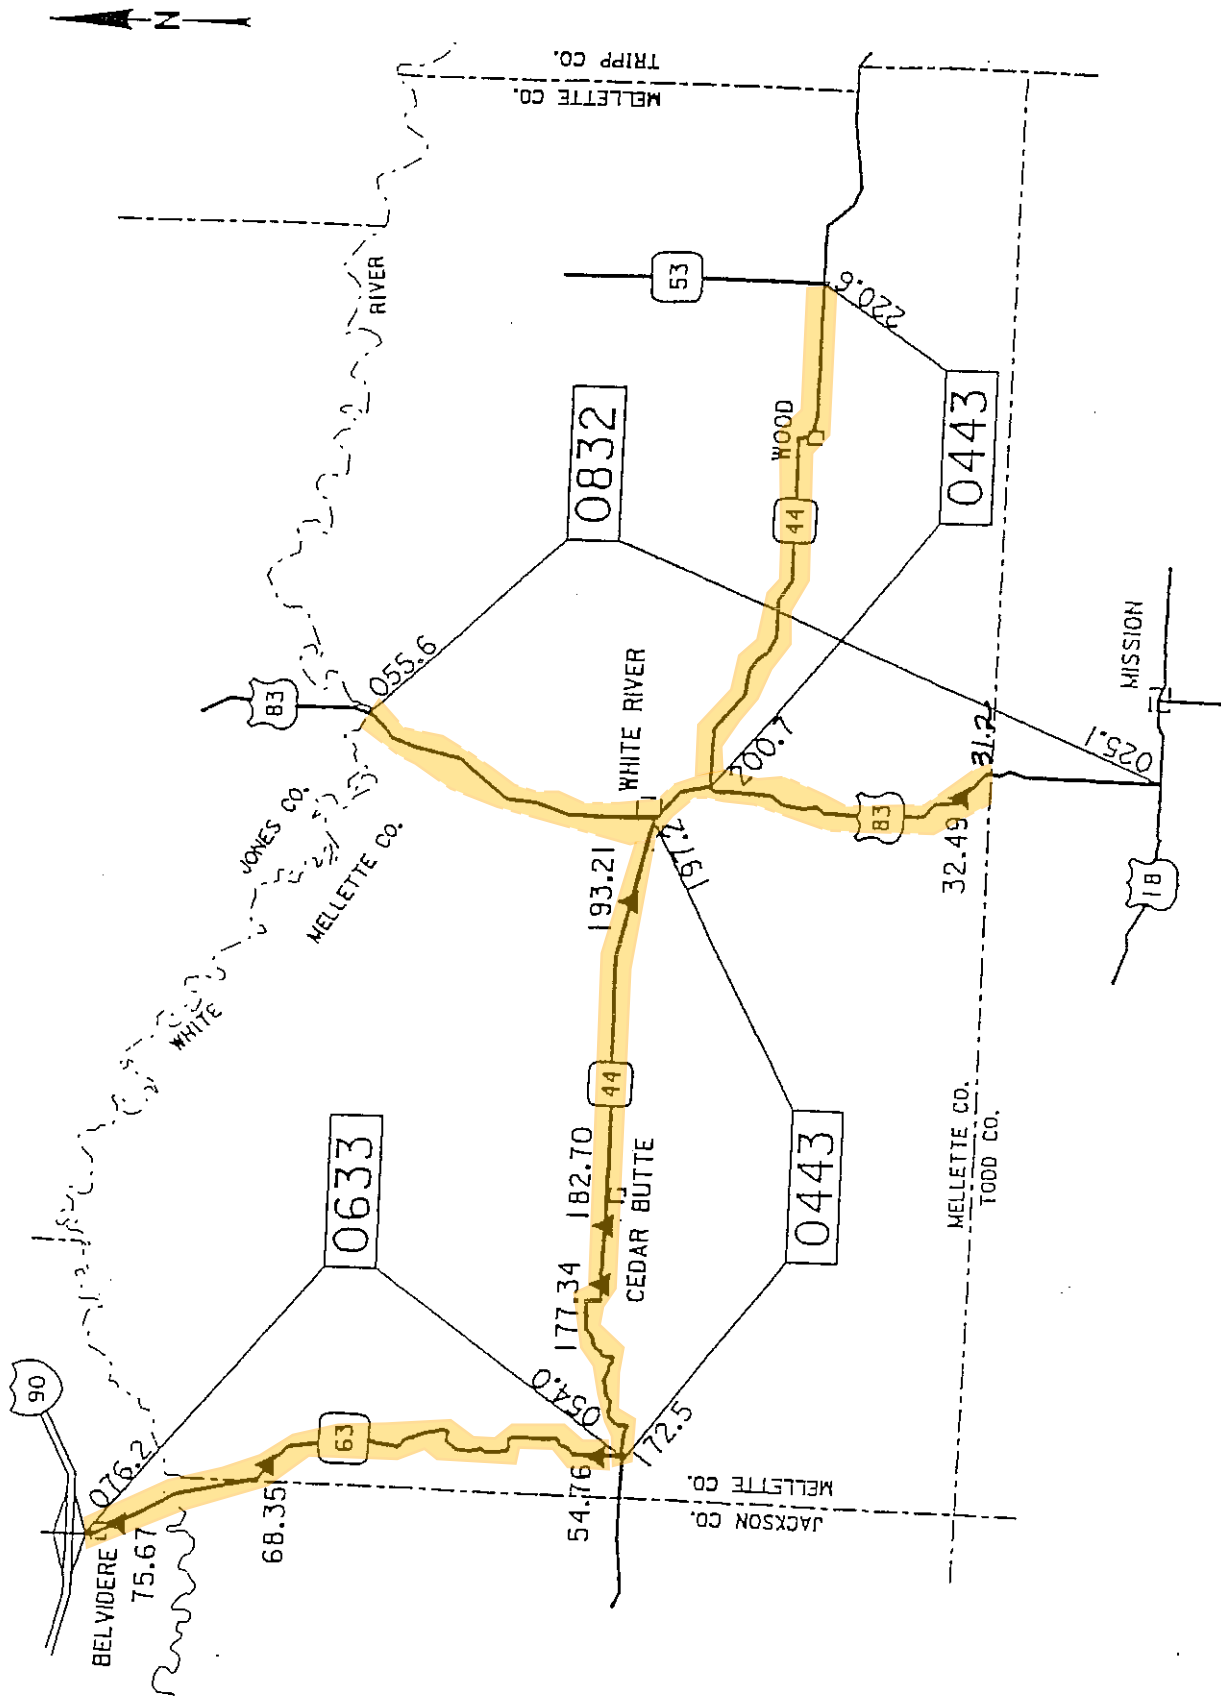 N
TRIPP CO.
MELLETTE CO.
RIVER
53
220.6
0832
WOOD
0443
44
83
055.6
WHITE RIVER
200.7
31.2
MISSION
025.1
JONES CO.
MELLETTE CO.
193.21
197.2
83
32.49
18
WHITE
44
0633
182.70
CEDAR BUTTE
0443
MELLETTE CO.
TODD CO.
177.34
90
076.2
63
054.0
172.5
BELVIDERE
75.67
68.35
54.76
MELLETTE CO.
JACKSON CO.